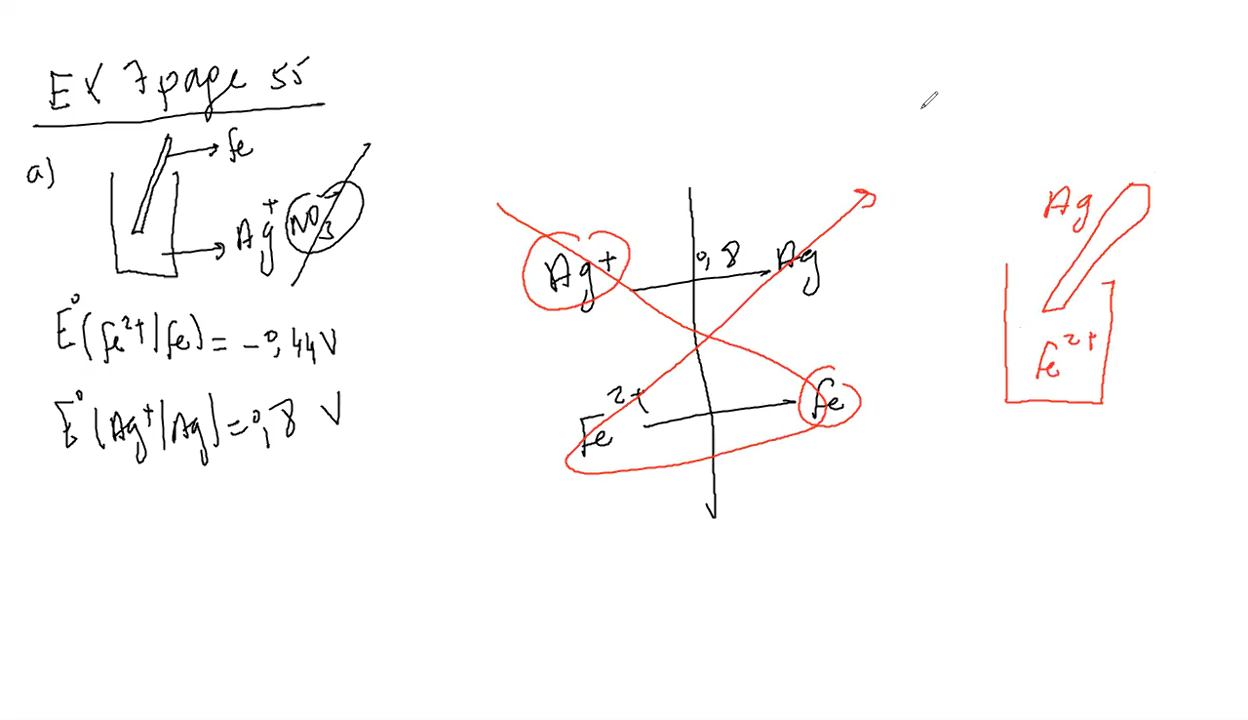 EX 7 page 55
a)
Fe
Ag+ NO3-
E°(Fe2+/Fe) = -0,44V
E°(Ag+/Ag) = 0,8 V
Ag+ 0,8 Ag
Fe2+ Fe
Ag
Fe2+